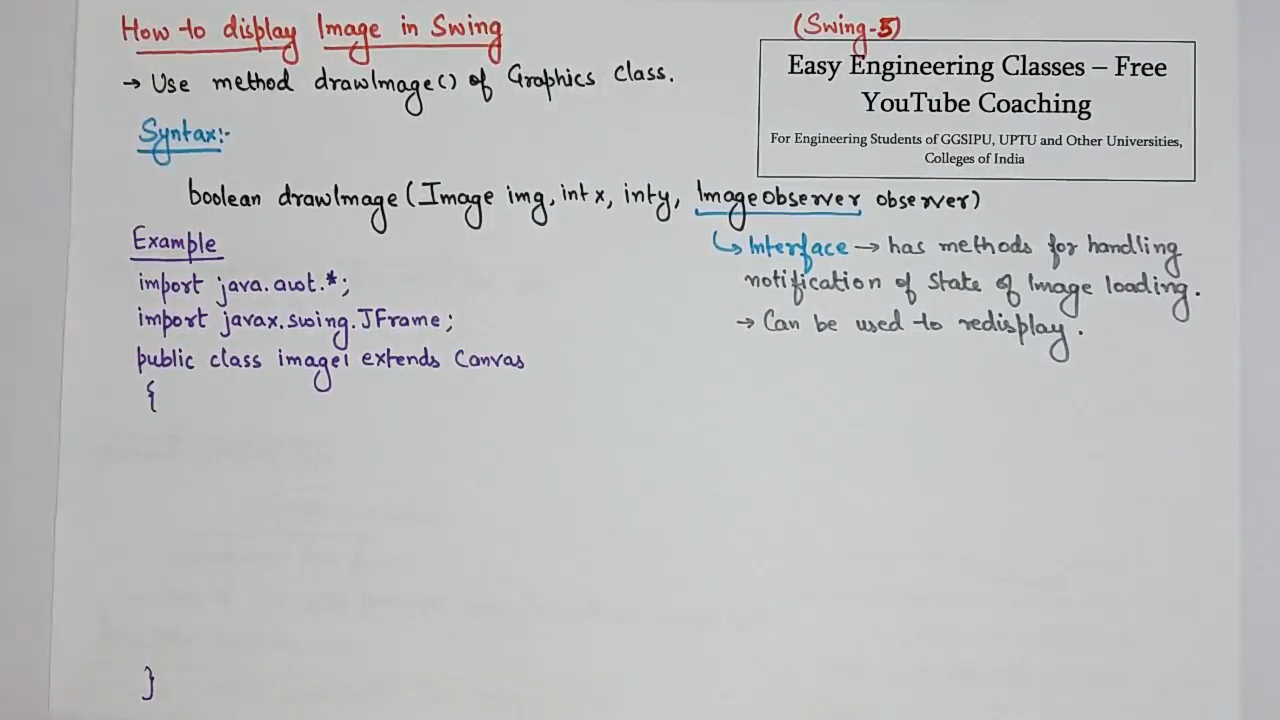 How to display Image in Swing
(Swing-5)
→ Use method drawImage() of Graphics Class.
Easy Engineering Classes – Free
YouTube Coaching
For Engineering Students of GGSIPU, UPTU and Other Universities,
Colleges of India
Syntax:-
boolean drawImage(Image img, int x, int y, Imageobserver observer)
↳ Interface → has methods for handling
notification of state of Image loading.
→ Can be used to redisplay.
Example
import java.awt.*;
import javax.swing.JFrame;
public class image1 extends Canvas
{
}